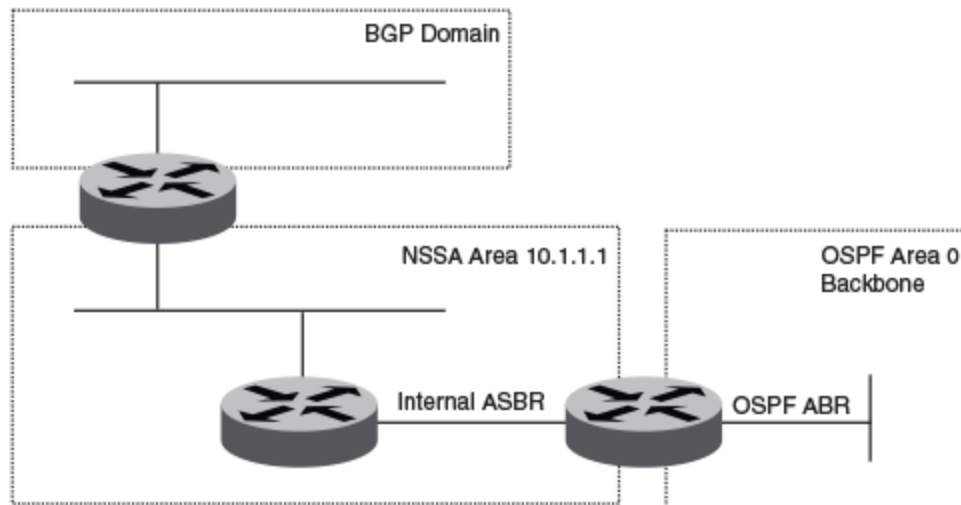 BGP Domain
NSSA Area 10.1.1.1
OSPF Area 0
Backbone
Internal ASBR
OSPF ABR